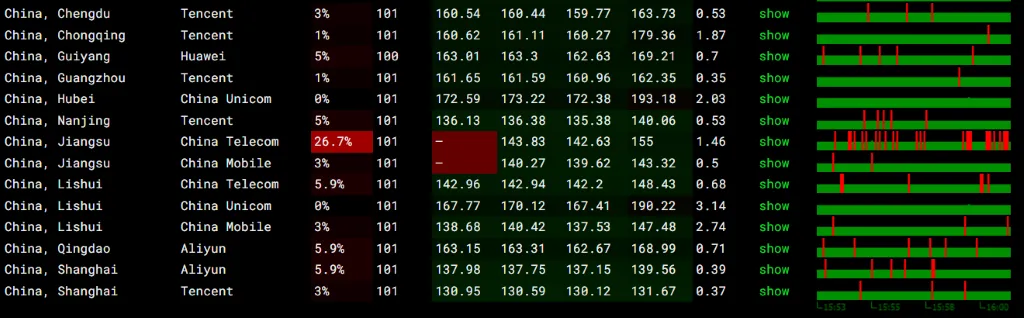 China, Chengdu Tencent 3% 101 160.54 160.44 159.77 163.73 0.53 show
China, Chongqing Tencent 1% 101 160.62 161.11 160.27 179.36 1.87 show
China, Guiyang Huawei 5% 100 163.01 163.3 162.63 169.21 0.7 show
China, Guangzhou Tencent 1% 101 161.65 161.59 160.96 162.35 0.35 show
China, Hubei China Unicom 0% 101 172.59 173.22 172.38 193.18 2.03 show
China, Nanjing Tencent 5% 101 136.13 136.38 135.38 140.06 0.53 show
China, Jiangsu China Telecom 26.7% 101 – 143.83 142.63 155 1.46 show
China, Jiangsu China Mobile 3% 101 – 140.27 139.62 143.32 0.5 show
China, Lishui China Telecom 5.9% 101 142.96 142.94 142.2 148.43 0.68 show
China, Lishui China Unicom 0% 101 167.77 170.12 167.41 190.22 3.14 show
China, Lishui China Mobile 3% 101 138.68 140.42 137.53 147.48 2.74 show
China, Qingdao Aliyun 5.9% 101 163.15 163.31 162.67 168.99 0.71 show
China, Shanghai Aliyun 5.9% 101 137.98 137.75 137.15 139.56 0.39 show
China, Shanghai Tencent 3% 101 130.95 130.59 130.12 131.67 0.37 show
15:53 15:55 15:58 16:00